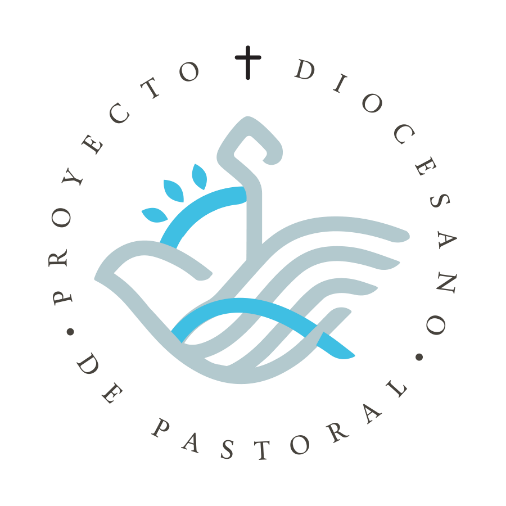 PROYECTO † DIOCESANO
• DE PASTORAL •